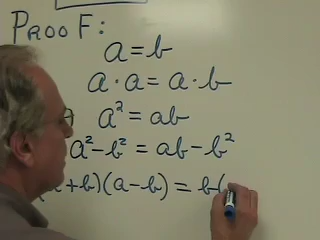 PROOF:
a = b
a · a = a · b
a² = ab
a² - b² = ab - b²
(a + b)(a - b) = b(